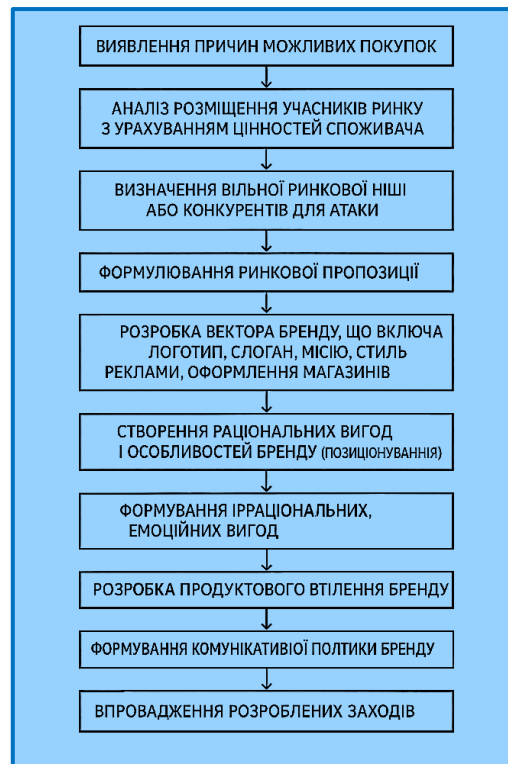 ВИЯВЛЕННЯ ПРИЧИН МОЖЛИВИХ ПОКУПОК
АНАЛІЗ РОЗМІЩЕННЯ УЧАСНИКІВ РИНКУ
З УРАХУВАННЯМ ЦІННОСТЕЙ СПОЖИВАЧА
ВИЗНАЧЕННЯ ВІЛЬНОЇ РИНКОВОЇ НІШІ
АБО КОНКУРЕНТІВ ДЛЯ АТАКИ
ФОРМУЛЮВАННЯ РИНКОВОЇ ПРОПОЗИЦІЇ
РОЗРОБКА ВЕКТОРА БРЕНДУ, ЩО ВКЛЮЧА
ЛОГОТИП, СЛОГАН, МІСІЮ, СТИЛЬ
РЕКЛАМИ, ОФОРМЛЕННЯ МАГАЗИНІВ
СТВОРЕННЯ РАЦІОНАЛЬНИХ ВИГОД
І ОСОБЛИВОСТЕЙ БРЕНДУ (ПОЗИЦІОНУВАННІЯ)
ФОРМУВАННЯ ІРРАЦІОНАЛЬНИХ,
ЕМОЦІЙНИХ ВИГОД
РОЗРОБКА ПРОДУКТОВОГО ВТІЛЕННЯ БРЕНДУ
ФОРМУВАННЯ КОМУНІКАТИВІОЇ ПОЛТИКИ БРЕНДУ
ВПРОВАДЖЕННЯ РОЗРОБЛЕНИХ ЗАХОДІВ